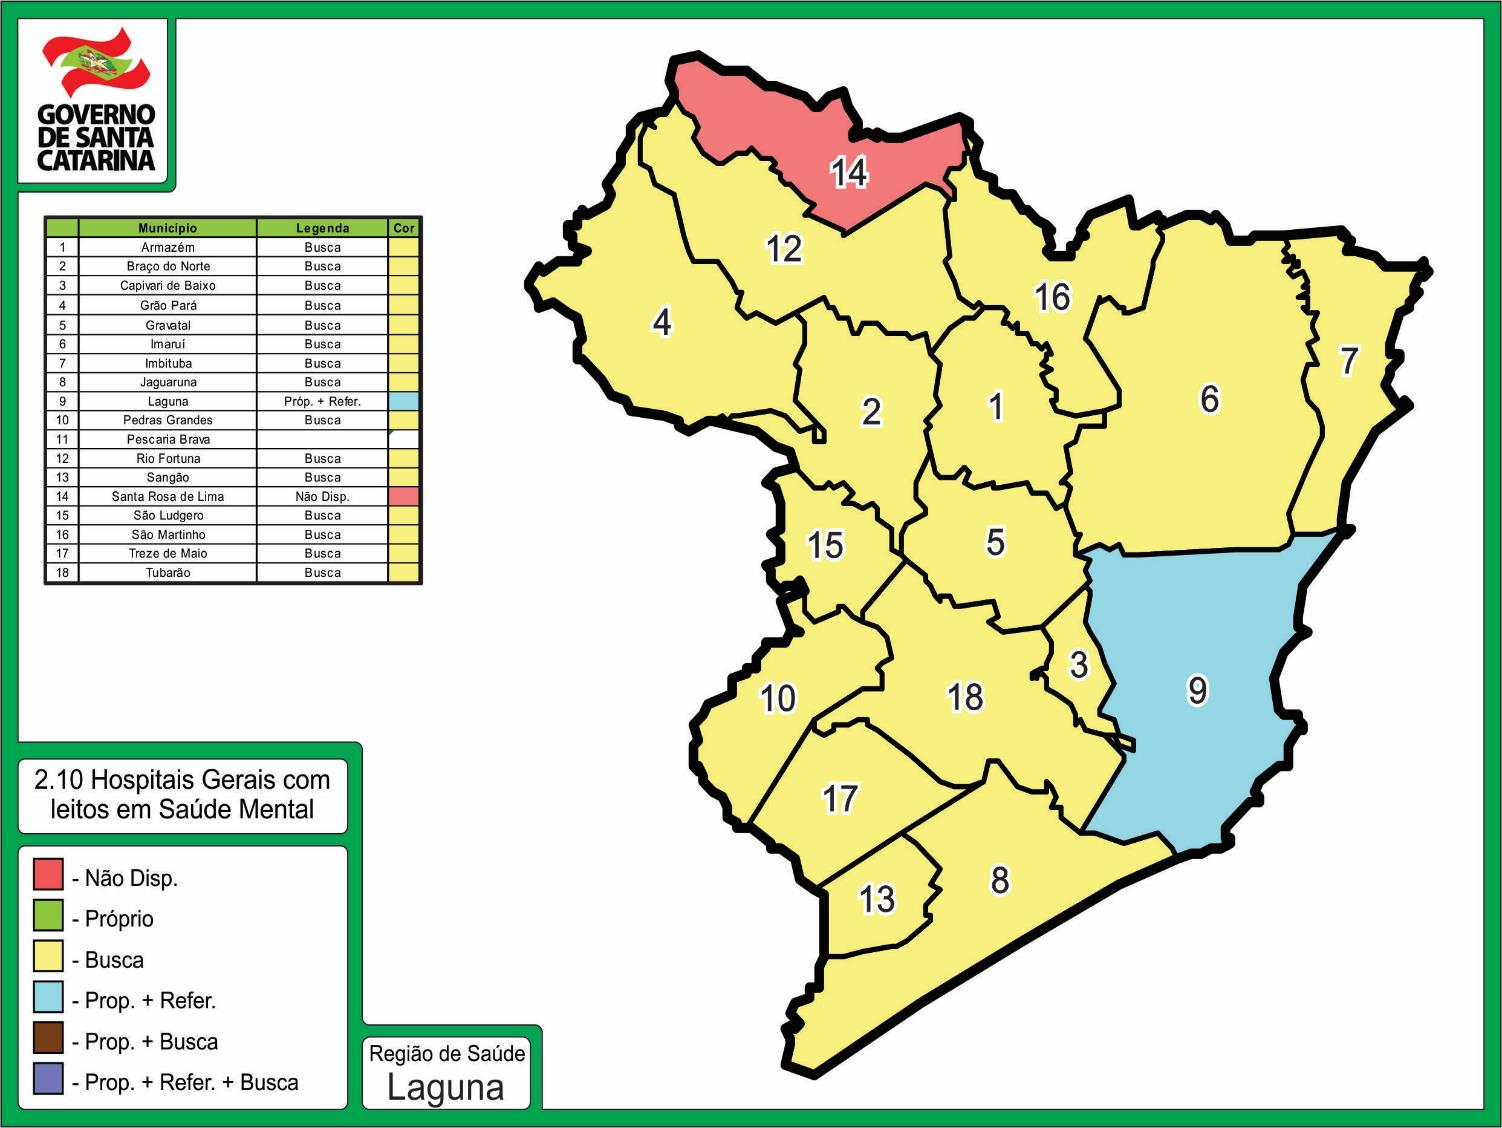 GOVERNO
DE SANTA
CATARINA
Município Legenda Cor
1 Armazém Busca
2 Braço do Norte Busca
3 Capivari de Baixo Busca
4 Grão Pará Busca
5 Gravatal Busca
6 Imaruí Busca
7 Imbituba Busca
8 Jaguaruna Busca
9 Laguna Próp. + Refer.
10 Pedras Grandes Busca
11 Pescaria Brava
12 Rio Fortuna Busca
13 Sangão Busca
14 Santa Rosa de Lima Não Disp.
15 São Ludgero Busca
16 São Martinho Busca
17 Treze de Maio Busca
18 Tubarão Busca
14
12
16
4
7
6
2
1
15
5
3
10
18
9
17
13
8
2.10 Hospitais Gerais com
leitos em Saúde Mental
- Não Disp.
- Próprio
- Busca
- Prop. + Refer.
- Prop. + Busca
- Prop. + Refer. + Busca
Região de Saúde
Laguna